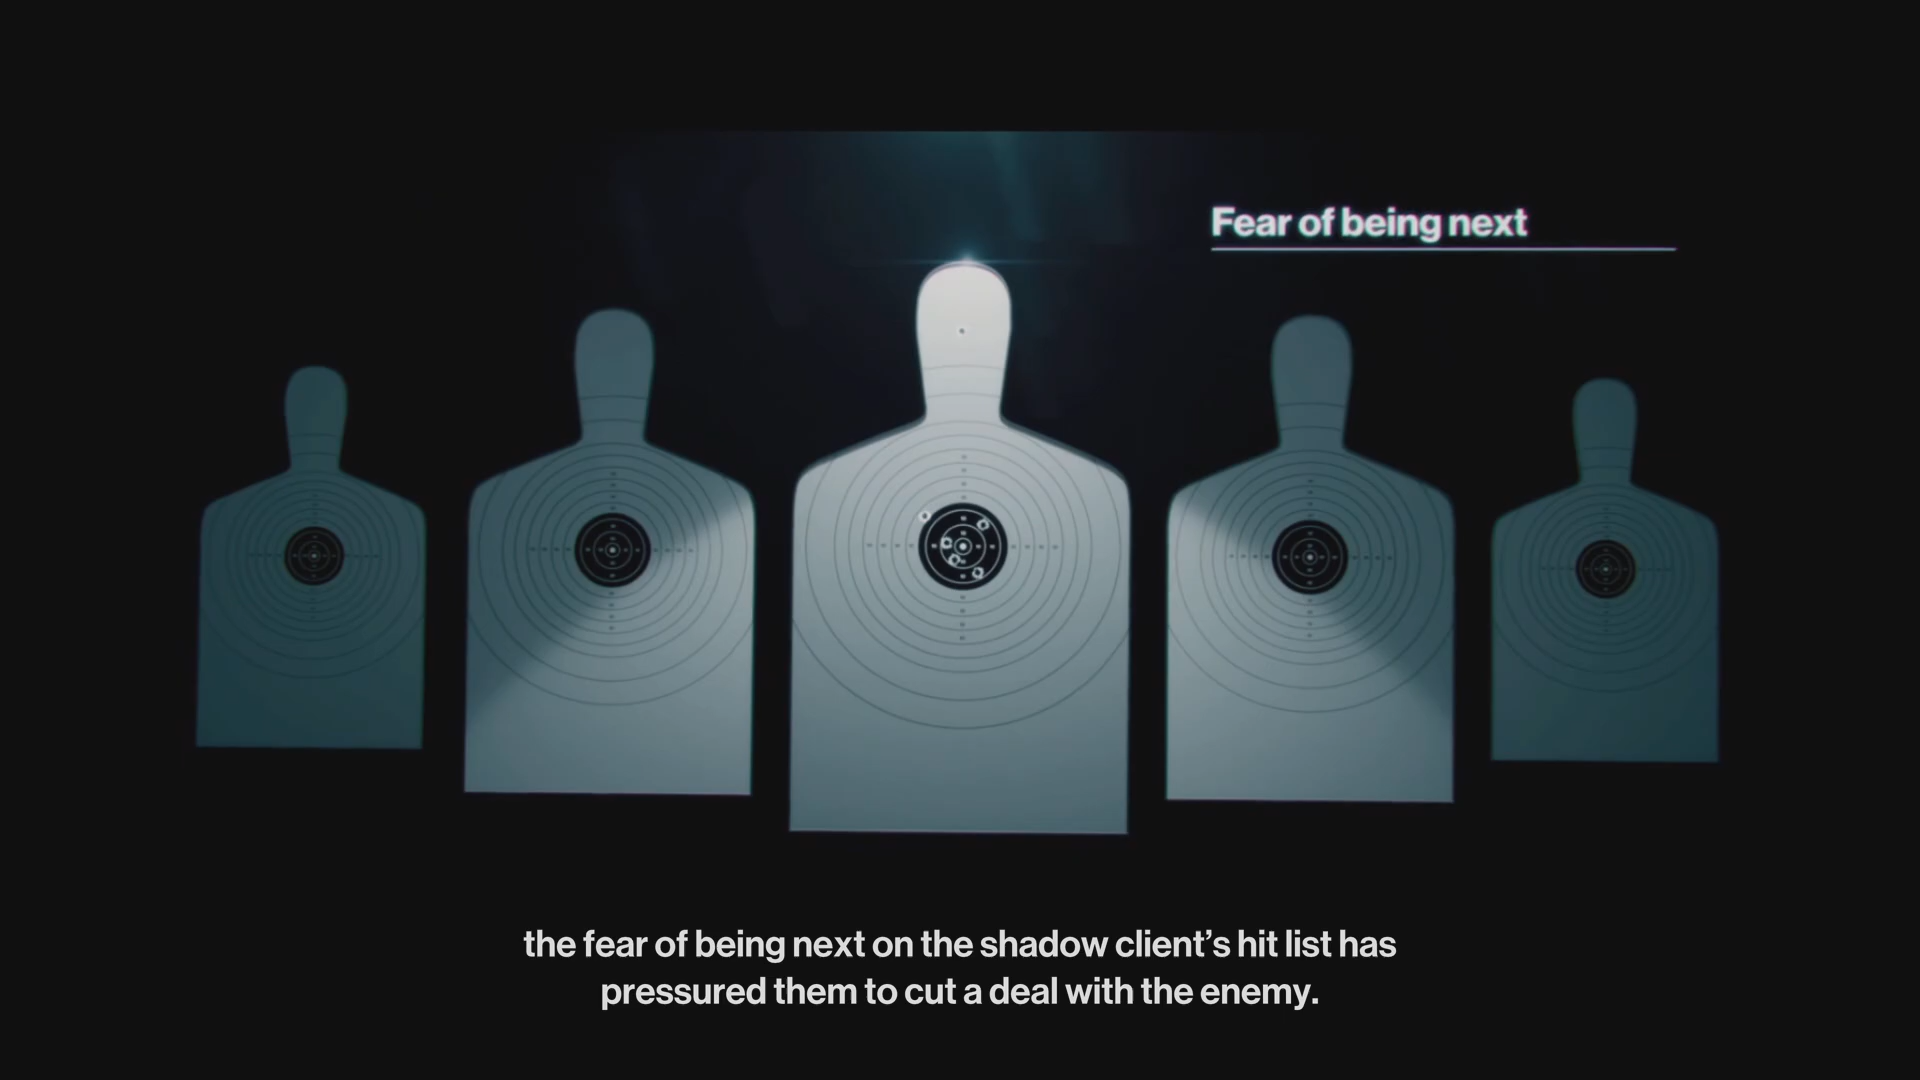 Fear of being next
the fear of being next on the shadow client’s hit list has
pressured them to cut a deal with the enemy.